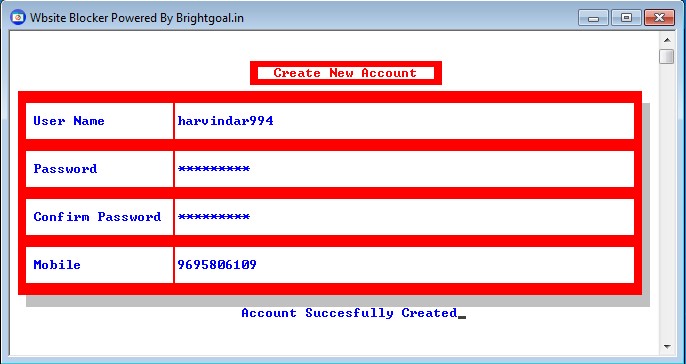 Wbsite Blocker Powered By Brightgoal.in
Create New Account
User Name harvindar994
Password *********
Confirm Password *********
Mobile 9695806109
Account Succesfully Created_